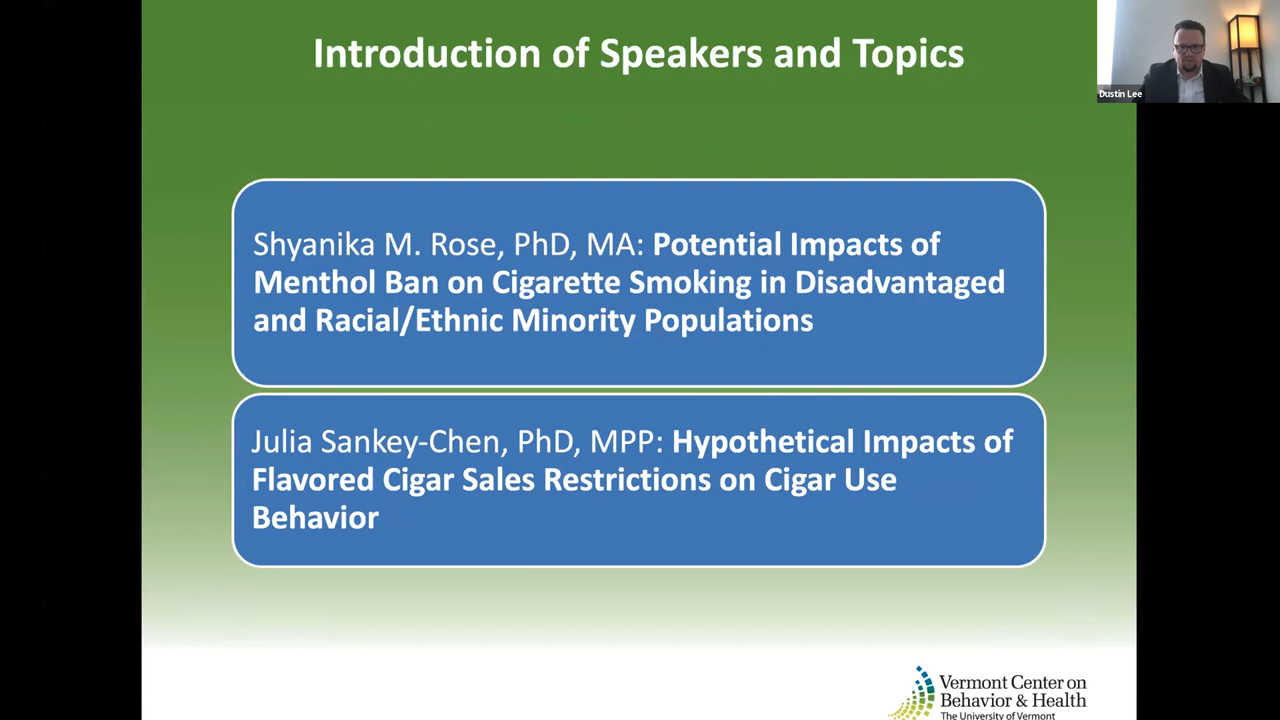 Introduction of Speakers and Topics
Dustin Lee
Shyanika M. Rose, PhD, MA: Potential Impacts of
Menthol Ban on Cigarette Smoking in Disadvantaged
and Racial/Ethnic Minority Populations
Julia Sankey-Chen, PhD, MPP: Hypothetical Impacts of
Flavored Cigar Sales Restrictions on Cigar Use
Behavior
Vermont Center on
Behavior & Health
The University of Vermont